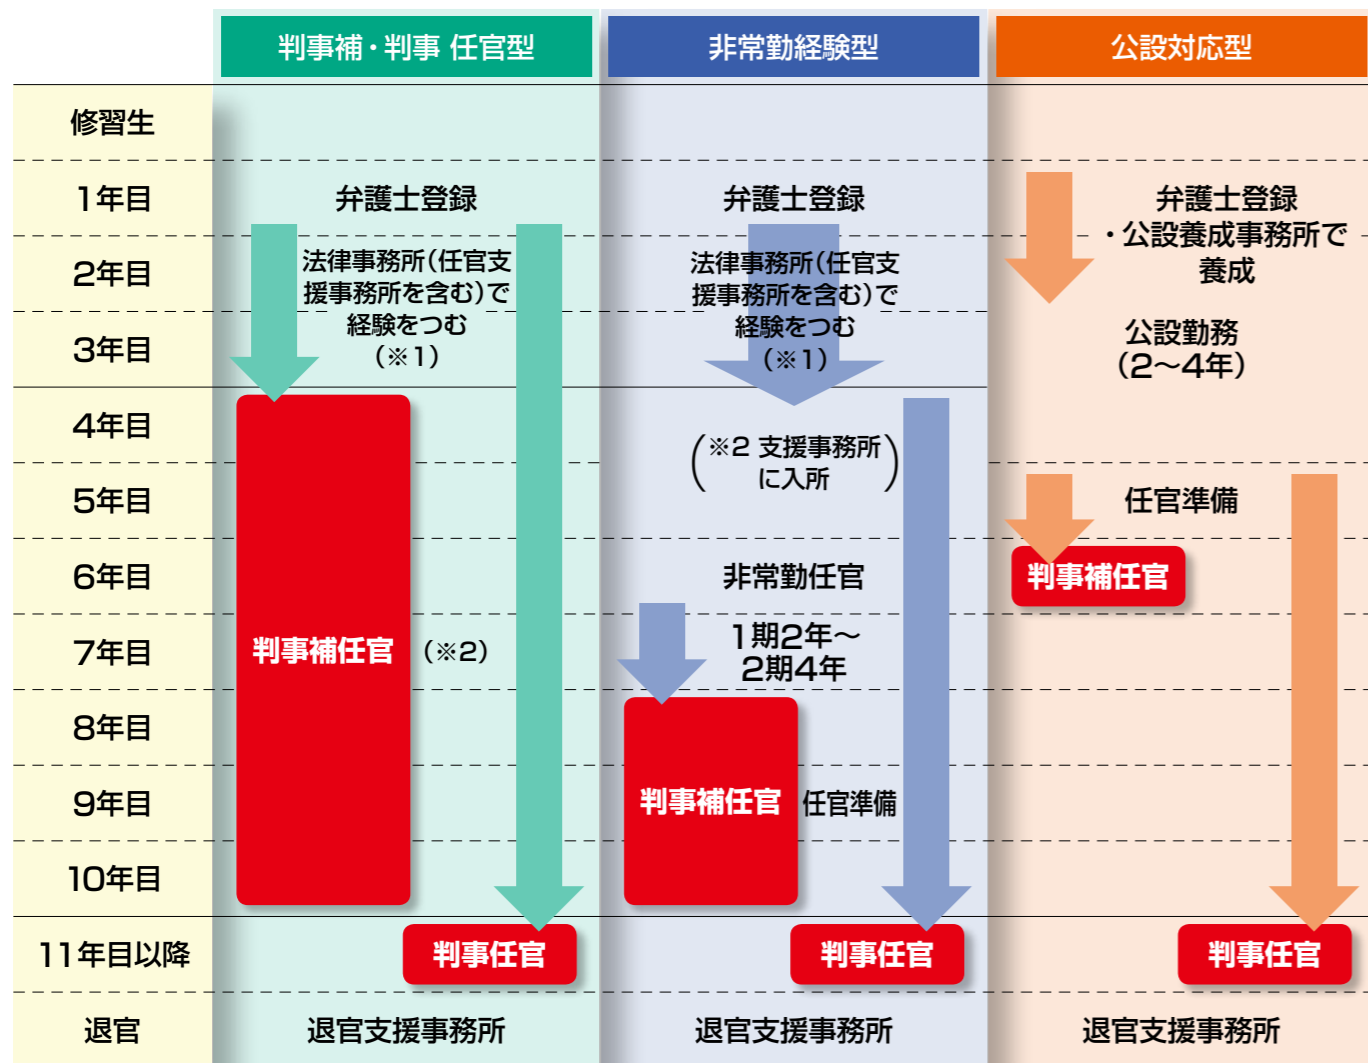 判事補・判事 任官型
非常勤経験型
公設対応型
修習生
1年目
弁護士登録
弁護士登録
弁護士登録
・公設養成事務所で
養成
2年目
法律事務所（任官支
援事務所を含む）で
経験をつむ
（※1）
法律事務所（任官支
援事務所を含む）で
経験をつむ
（※1）
3年目
公設勤務
（2〜4年）
4年目
（※2 支援事務所
に入所）
5年目
任官準備
6年目
非常勤任官
判事補任官
7年目
判事補任官
（※2）
1期2年〜
2期4年
8年目
9年目
判事補任官
任官準備
10年目
11年目以降
判事任官
判事任官
判事任官
退官
退官支援事務所
退官支援事務所
退官支援事務所